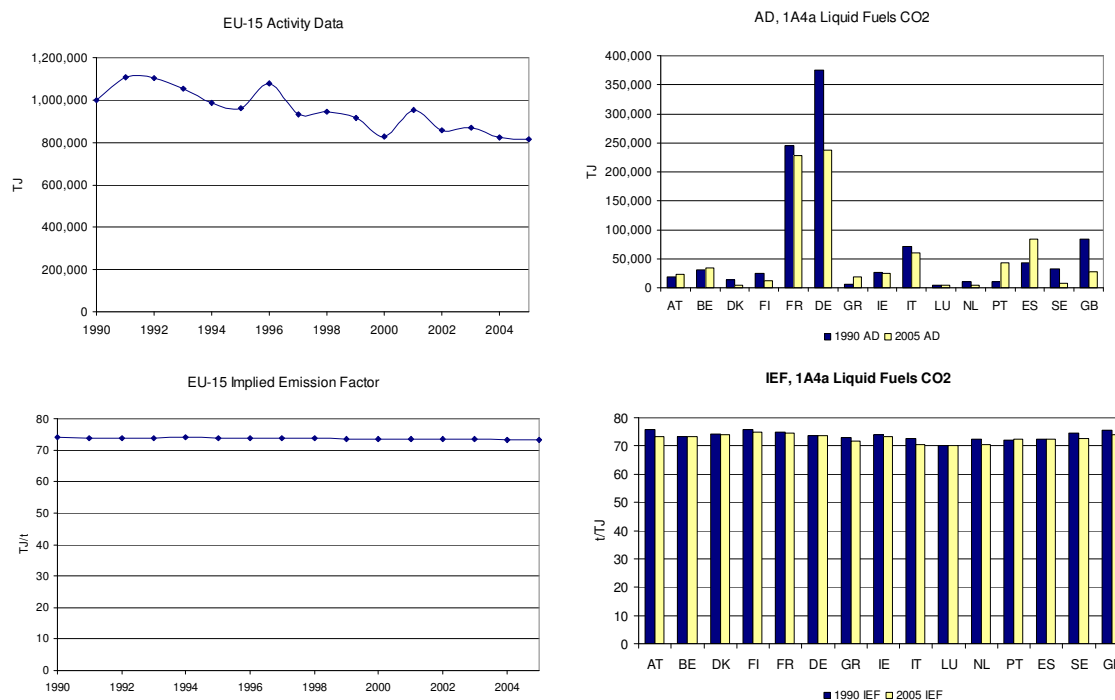 EU-15 Activity Data
1,200,000
1,000,000
800,000
600,000
400,000
200,000
0
TJ
1990 1992 1994 1996 1998 2000 2002 2004
AD, 1A4a Liquid Fuels CO2
400,000
350,000
300,000
250,000
200,000
150,000
100,000
50,000
0
TJ
AT BE DK FI FR DE GR IE IT LU NL PT ES SE GB
1990 AD 2005 AD
EU-15 Implied Emission Factor
80
70
60
50
40
30
20
10
0
TJ/t
1990 1992 1994 1996 1998 2000 2002 2004
IEF, 1A4a Liquid Fuels CO2
80
70
60
50
40
30
20
10
0
t/TJ
AT BE DK FI FR DE GR IE IT LU NL PT ES SE
1990 IEF 2005 IEF